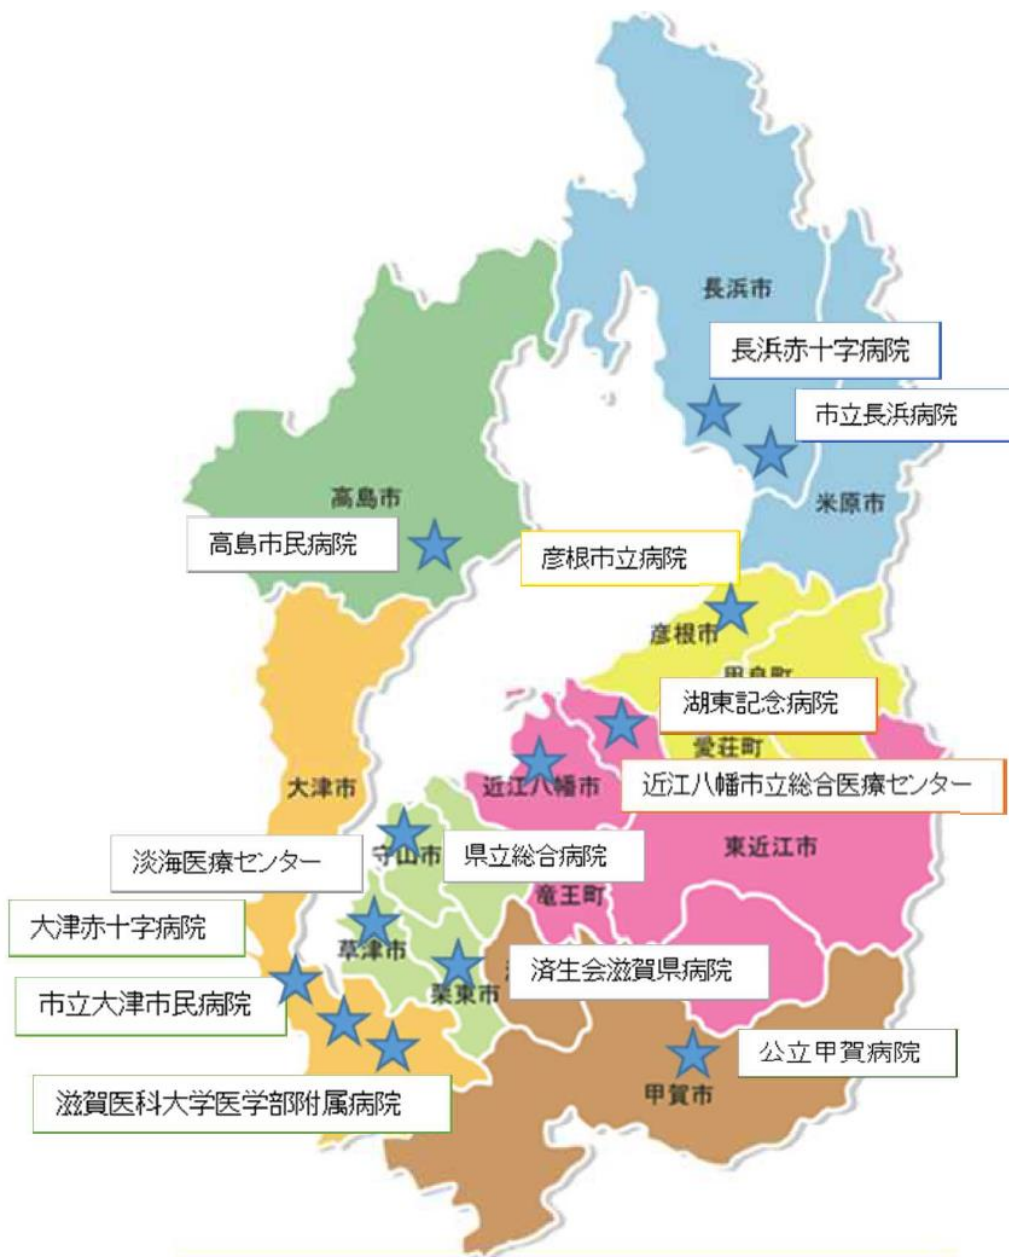 長浜市
長浜赤十字病院
市立長浜病院
米原市
高島市
高島市民病院
彦根市立病院
彦根市
湖東記念病院
愛荘町
近江八幡市
近江八幡市立総合医療センター
大津市
淡海医療センター
守山市
県立総合病院
東近江市
竜王町
大津赤十字病院
草津市
済生会滋賀県病院
栗東市
市立大津市民病院
公立甲賀病院
滋賀医科大学医学部附属病院
甲賀市